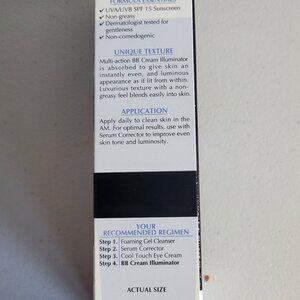 FORMULA ESSENTIALS
✔ UVA/UVB SPF 15 Sunscreen
✔ Non-greasy
✔ Dermatologist tested for
gentleness
✔ Non-comedogenic
UNIQUE TEXTURE
Multi-action BB Cream Illuminator
is absorbed to give skin an
instantly even, and luminous
appearance as if lit from within.
Luxurious texture with a non-
greasy feel blends easily into skin.
APPLICATION
Apply daily to clean skin in the
AM. For optimal results, use with
Serum Corrector to improve even
skin tone and luminosity.
YOUR
RECOMMENDED REGIMEN
Step 1. Foaming Gel Cleanser
Step 2. Serum Corrector
Step 3. Cool Touch Eye Cream
Step 4. BB Cream Illuminator
ACTUAL SIZE